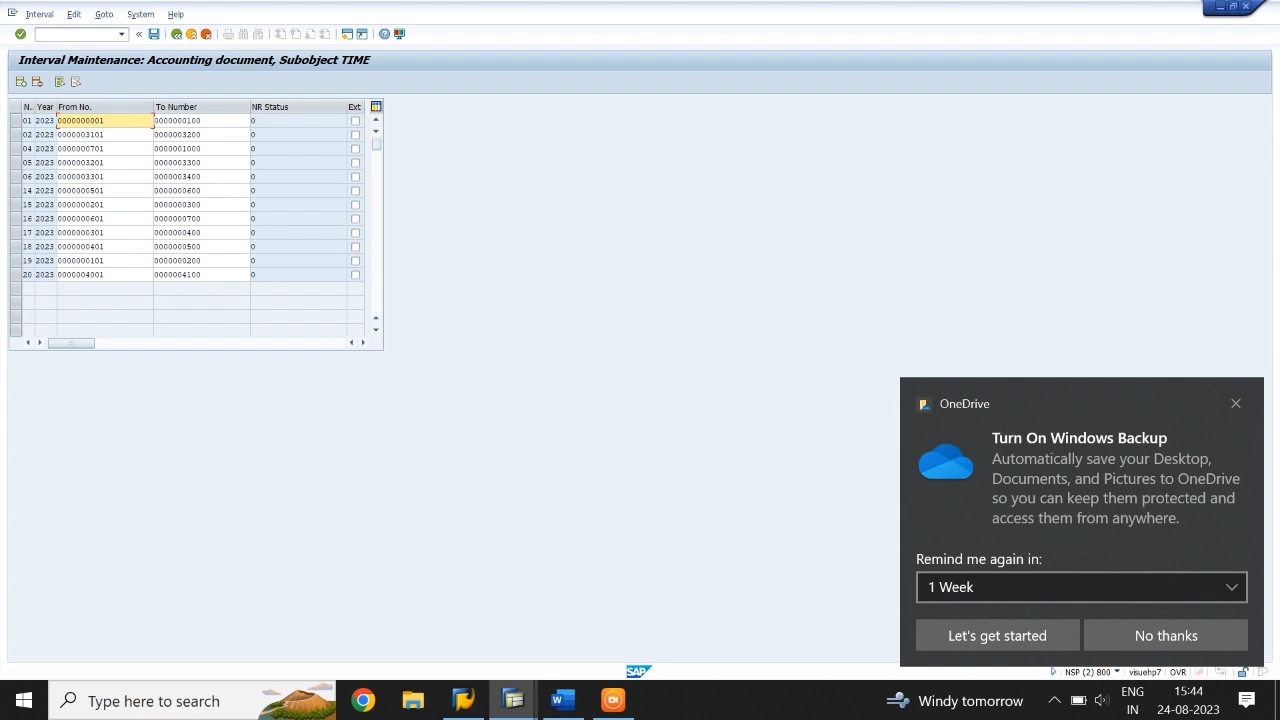 Interval Edit Goto System Help
Interval Maintenance: Accounting document, Subobject TIME
N.. Year From No. To Number NR Status Ext
01 2023 0000000001 0000000100 0
02 2023 0000003101 0000003200 0
04 2023 0000000701 0000001000 0
05 2023 0000003201 0000003300 0
06 2023 0000003301 0000003400 0
14 2023 0000000501 0000000600 0
15 2023 0000000201 0000000300 0
16 2023 0000000601 0000000700 0
17 2023 0000000301 0000000400 0
18 2023 0000000401 0000000500 0
19 2023 0000000101 0000000200 0
20 2023 0000004001 0000004100 0
OneDrive
Turn On Windows Backup
Automatically save your Desktop,
Documents, and Pictures to OneDrive
so you can keep them protected and
access them from anywhere.
Remind me again in:
1 Week
Let's get started No thanks
SAP
NSP (2) 800 visuehp7 OVR
Type here to search
Windy tomorrow
ENG
IN
15:44
24-08-2023